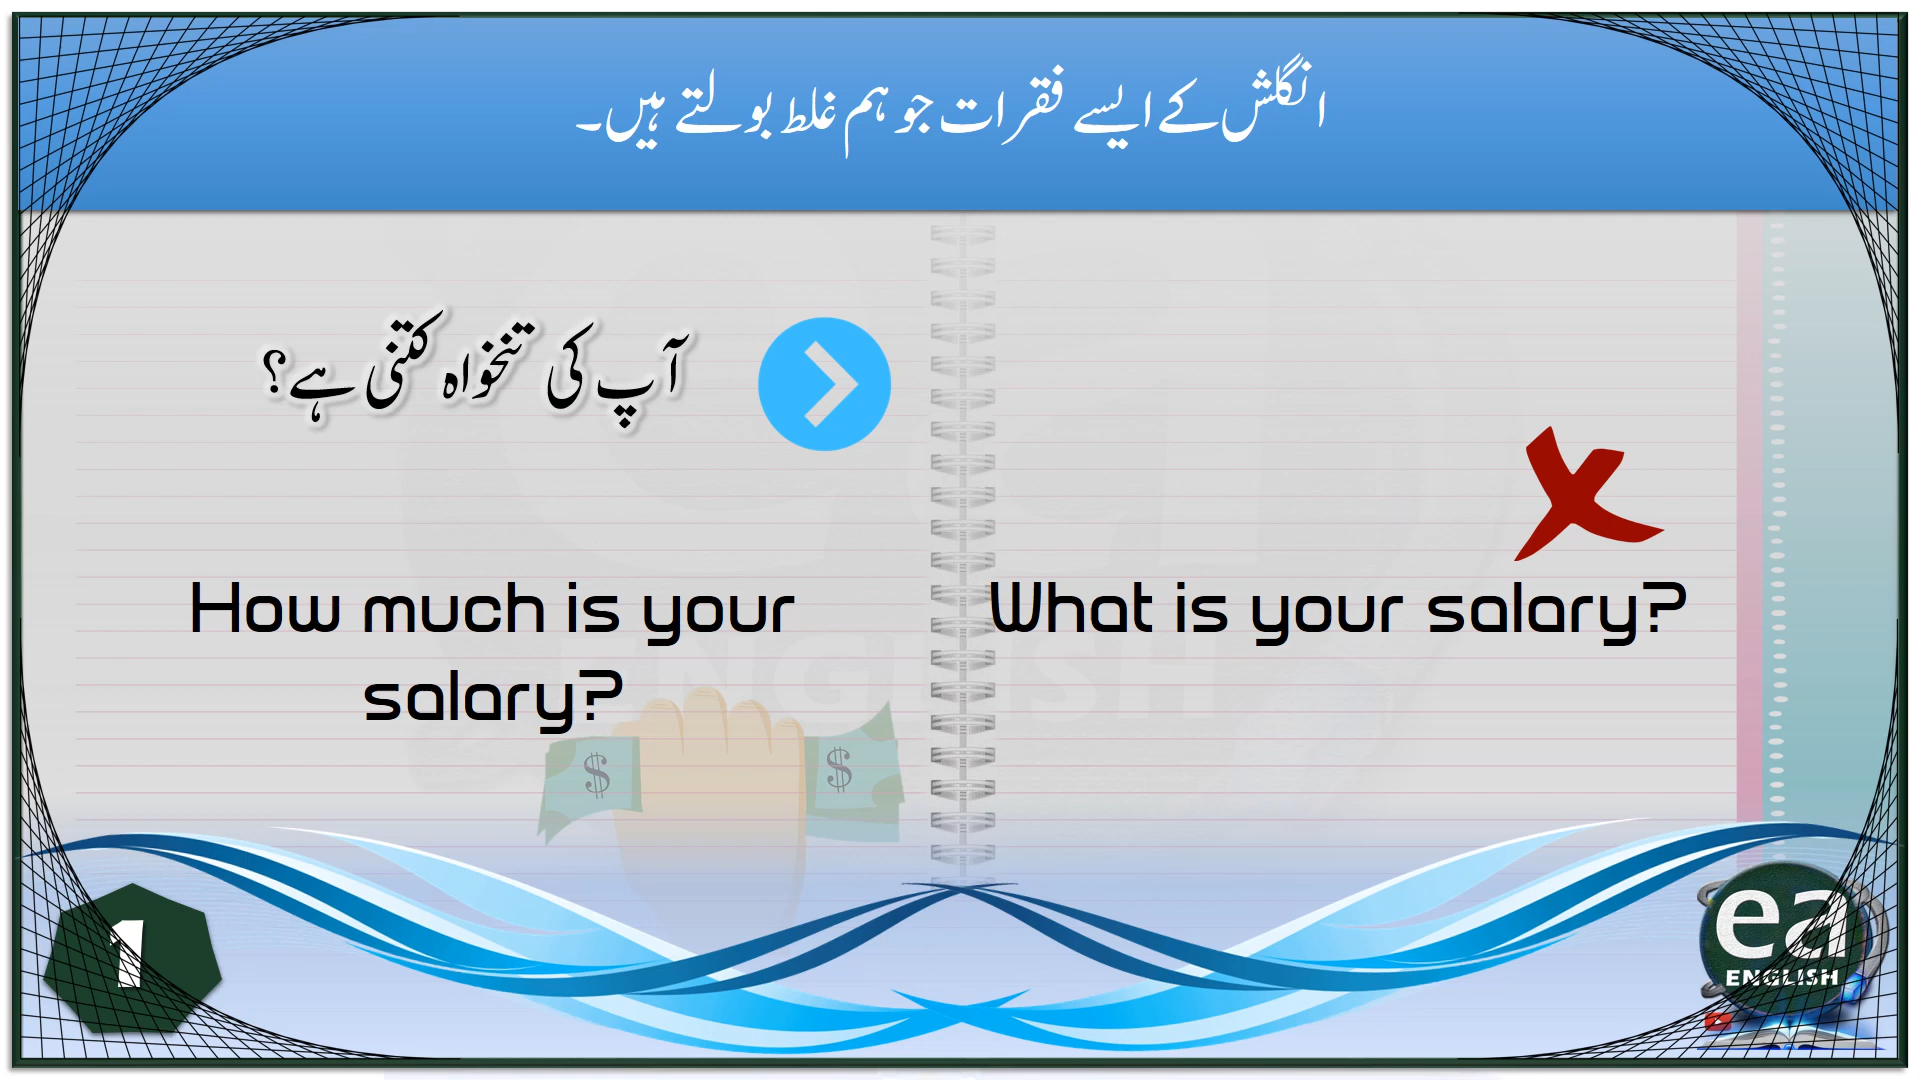 انگلش کے ایسے فقرات جو ہم غلط بولتے ہیں۔
آپ کی تنخواہ کتنی ہے؟
How much is your
salary?
What is your salary?
$ $
1
ea
ENGLISH